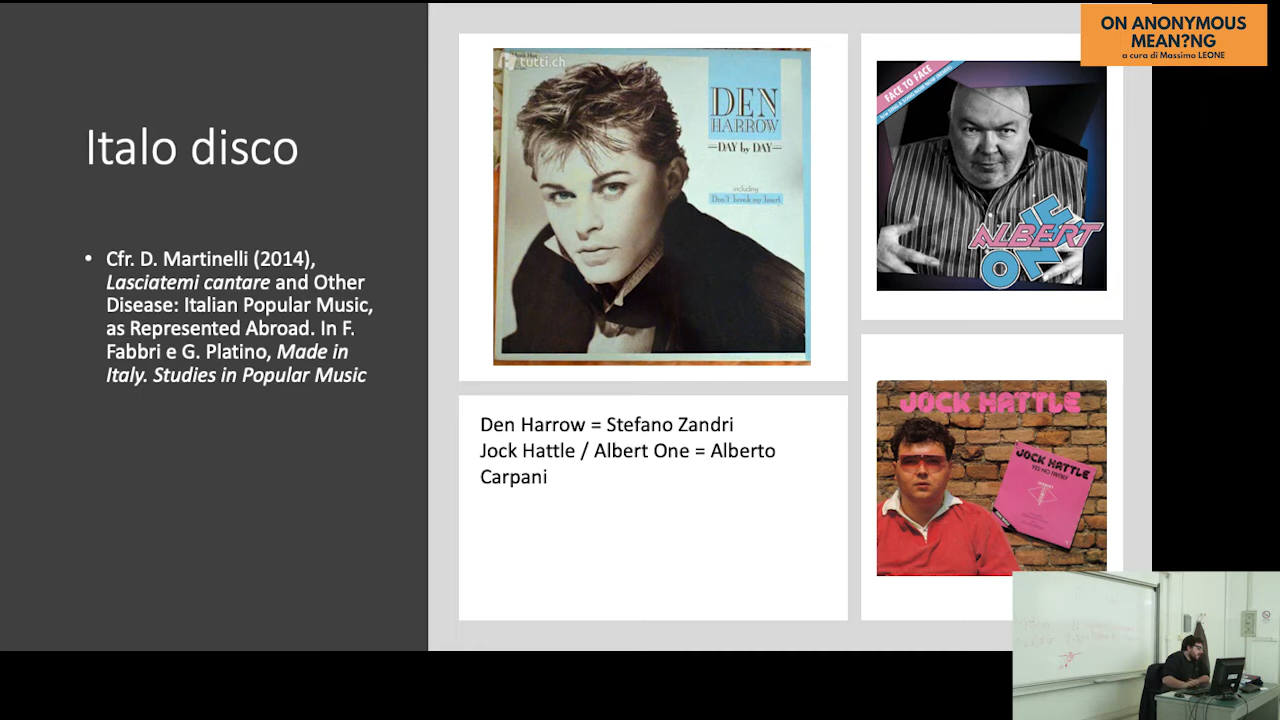 ON ANONYMOUS
MEAN?NG
a cura di Massimo LEONE
Italo disco
• Cfr. D. Martinelli (2014),
Lasciatemi cantare and Other
Disease: Italian Popular Music,
as Represented Abroad. In F.
Fabbri e G. Platino, Made in
Italy. Studies in Popular Music
tutti.ch
DEN
HARROW
—DAY by DAY—
including
Don't break my heart
FACE TO FACE
ALBERT
ONE
Den Harrow = Stefano Zandri
Jock Hattle / Albert One = Alberto
Carpani
JOCK HATTLE
JOCK HATTLE